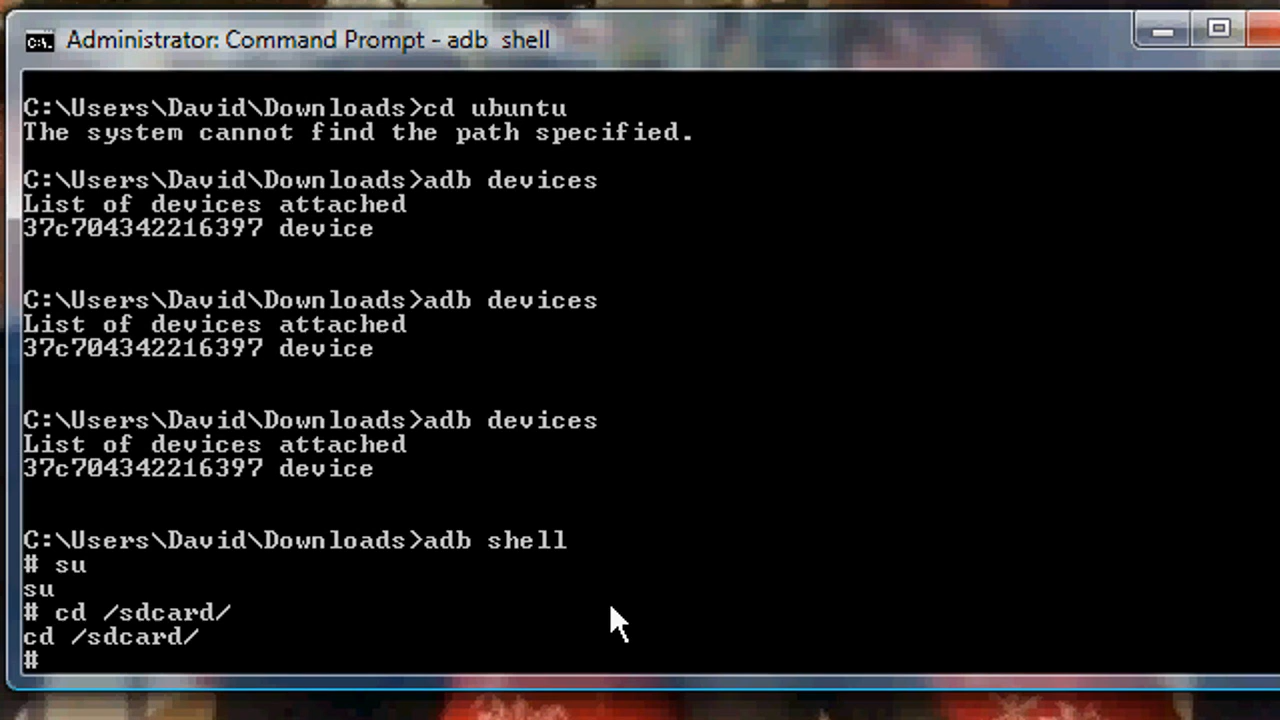 Administrator: Command Prompt - adb  shell
C:\Users\David\Downloads>cd ubuntu
The system cannot find the path specified.
C:\Users\David\Downloads>adb devices
List of devices attached
37c704342216397 device
C:\Users\David\Downloads>adb devices
List of devices attached
37c704342216397 device
C:\Users\David\Downloads>adb devices
List of devices attached
37c704342216397 device
C:\Users\David\Downloads>adb shell
# su
su
# cd /sdcard/
cd /sdcard/
#